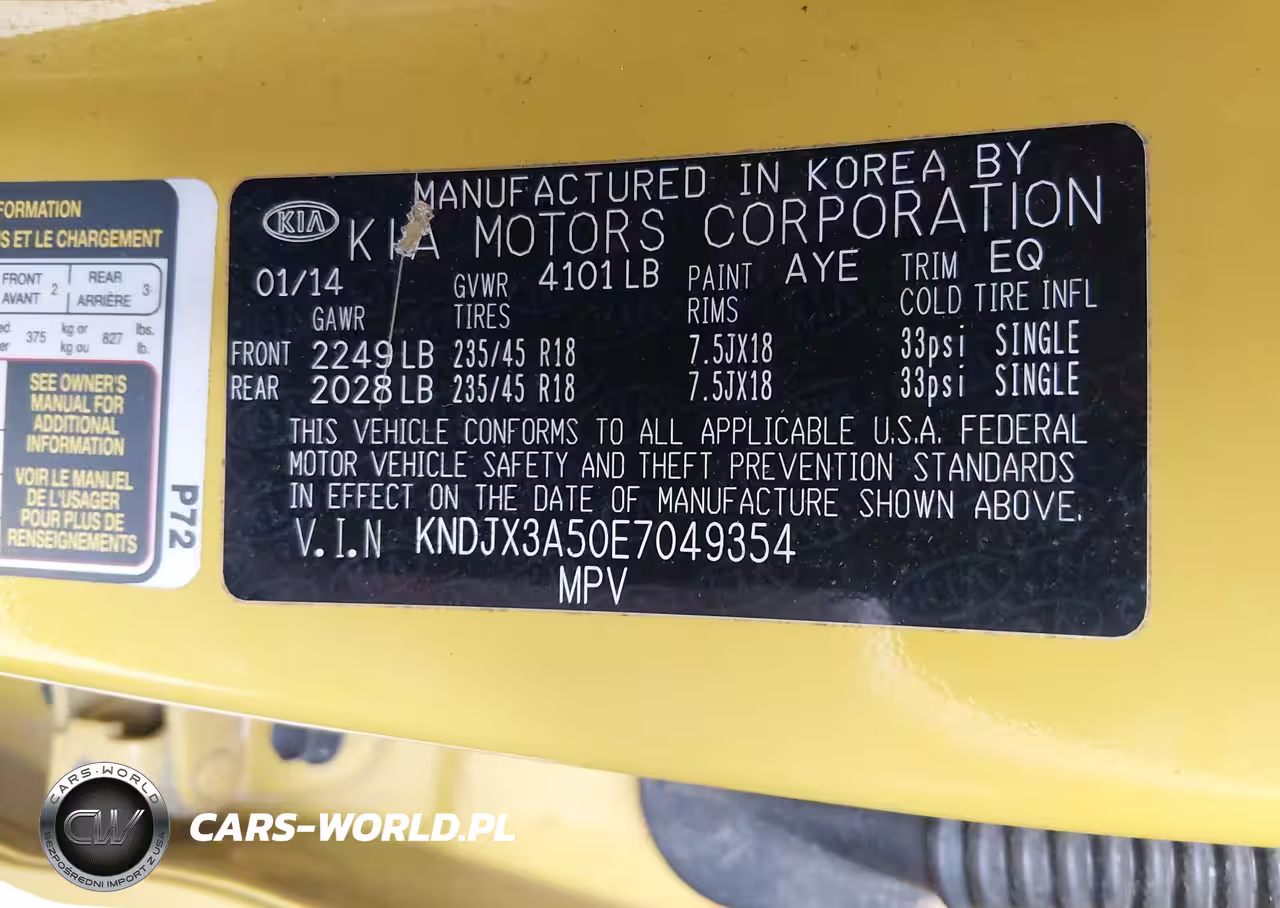 FORMATION
S ET LE CHARGEMENT
FRONT
AVANT 2
REAR
ARRIÈRE 3
375 kg or
kg ou 827 lbs.
lb.
SEE OWNER'S
MANUAL FOR
ADDITIONAL
INFORMATION
VOIR LE MANUEL
DE L'USAGER
POUR PLUS DE
RENSEIGNEMENTS
P72
MANUFACTURED IN KOREA BY
KIA KIA MOTORS CORPORATION
01/14 GVWR 4101 LB PAINT AYE TRIM EQ
GAWR TIRES RIMS COLD TIRE INFL
FRONT 2249 LB 235/45 R18 7.5JX18 33psi SINGLE
REAR 2028 LB 235/45 R18 7.5JX18 33psi SINGLE
THIS VEHICLE CONFORMS TO ALL APPLICABLE U.S.A. FEDERAL
MOTOR VEHICLE SAFETY AND THEFT PREVENTION STANDARDS
IN EFFECT ON THE DATE OF MANUFACTURE SHOWN ABOVE.
V.I.N KNDJX3A50E7049354
MPV
CARS-WORLD
CW
BEZPOŚREDNI IMPORT Z USA
CARS-WORLD.PL